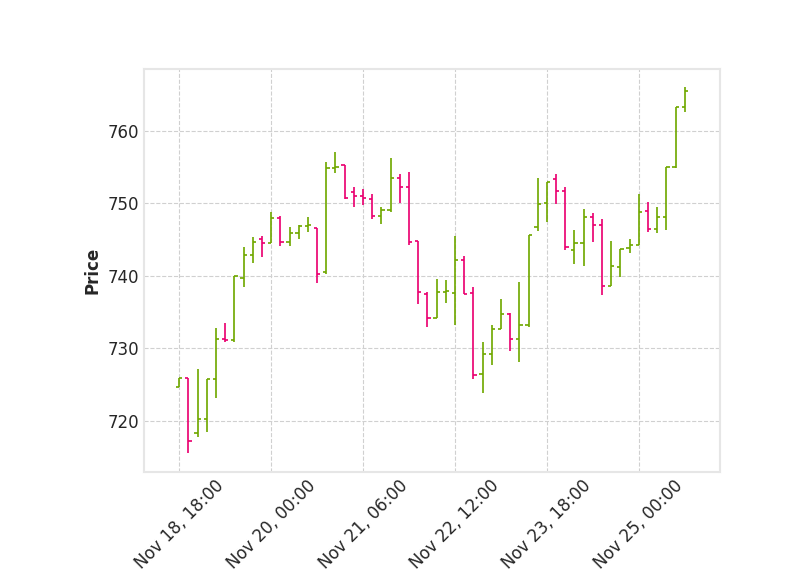 760
750
740
730
720
Price
Nov 18, 18:00
Nov 20, 00:00
Nov 21, 06:00
Nov 22, 12:00
Nov 23, 18:00
Nov 25, 00:00